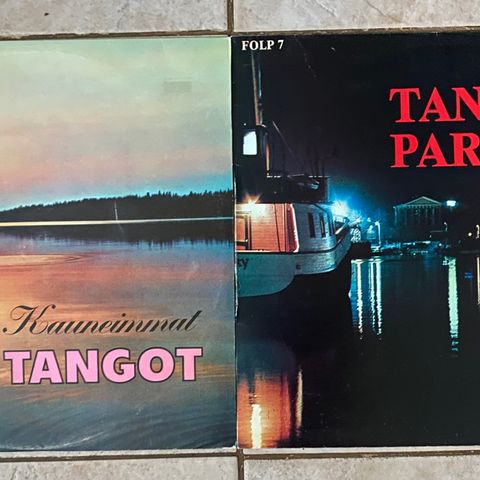 Kauneimmat
TANGOT
FOLP 7
TAN
PAR